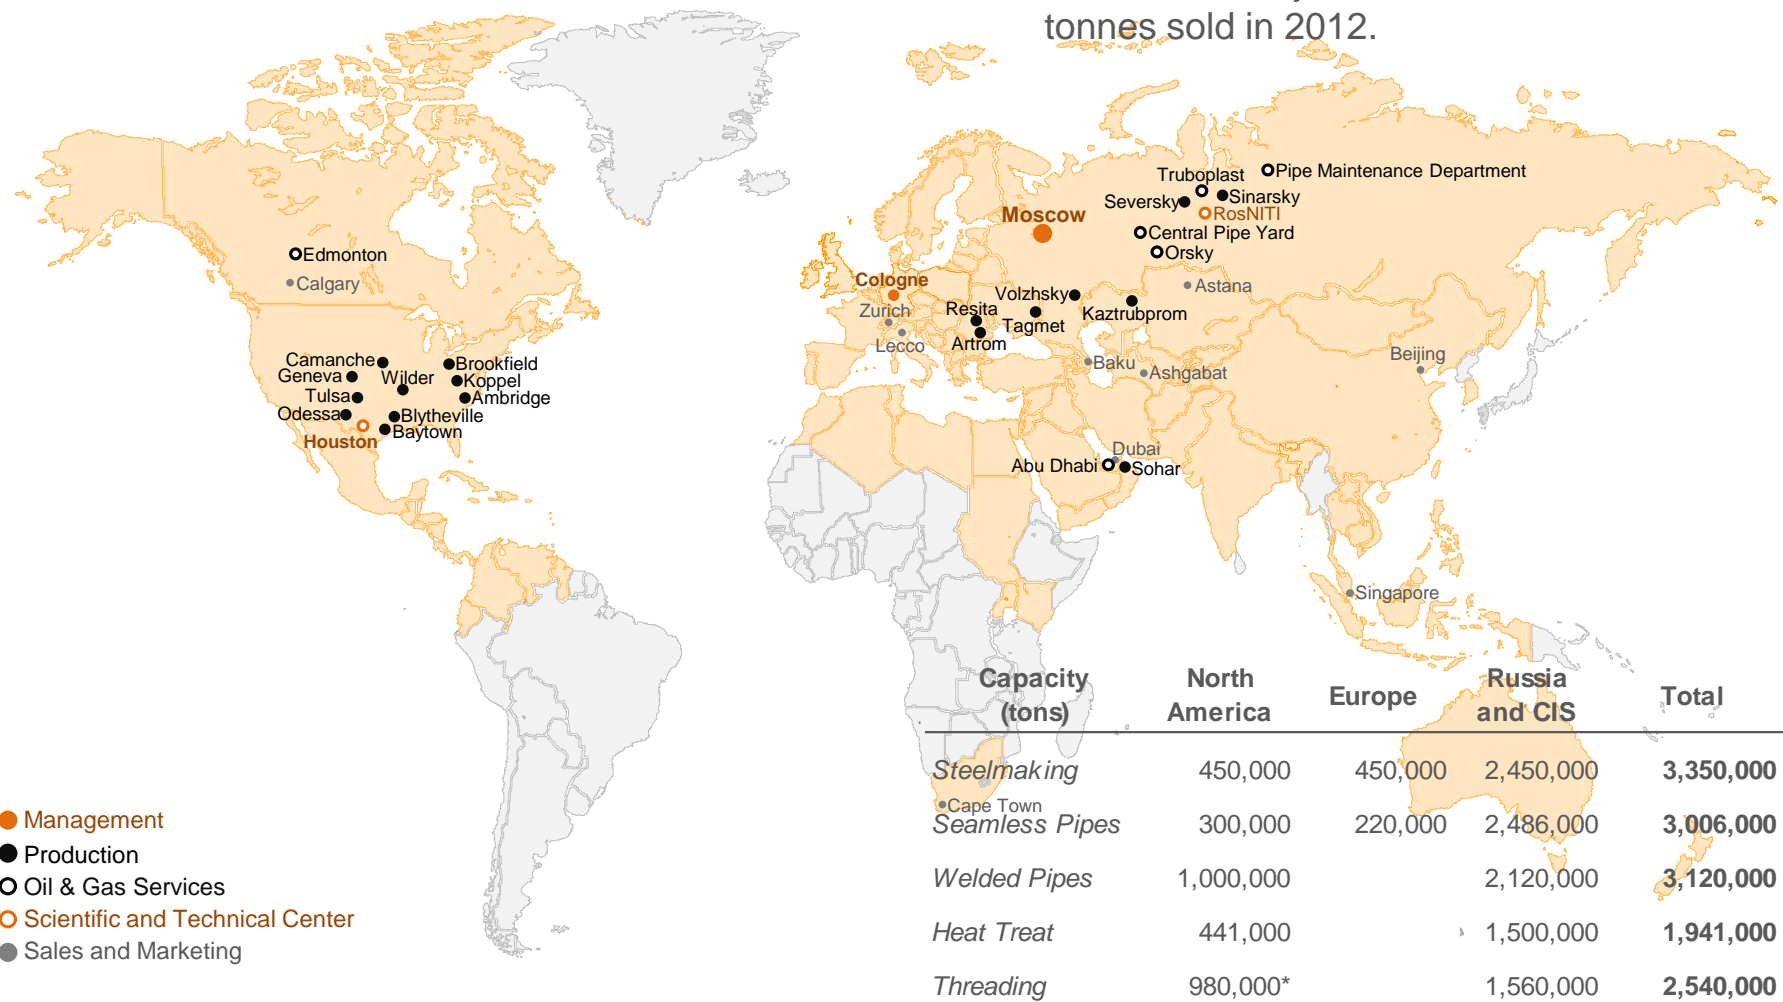 tonnes sold in 2012.
Pipe Maintenance Department
Truboplast
Seversky
Sinarsky
RosNITI
Moscow
Central Pipe Yard
Orsky
Edmonton
Calgary
Cologne
Astana
Volzhsky
Zurich
Resita
Kaztrubprom
Tagmet
Lecco
Artrom
Baku
Ashgabat
Beijing
Camanche
Brookfield
Geneva
Wilder
Koppel
Tulsa
Ambridge
Odessa
Blytheville
Baytown
Houston
Dubai
Abu Dhabi
Sohar
Singapore
Cape Town
Capacity (tons) North America Europe Russia and CIS Total
Steelmaking 450,000 450,000 2,450,000 3,350,000
Seamless Pipes 300,000 220,000 2,486,000 3,006,000
Welded Pipes 1,000,000 2,120,000 3,120,000
Heat Treat 441,000 1,500,000 1,941,000
Threading 980,000* 1,560,000 2,540,000
Management
Production
Oil & Gas Services
Scientific and Technical Center
Sales and Marketing